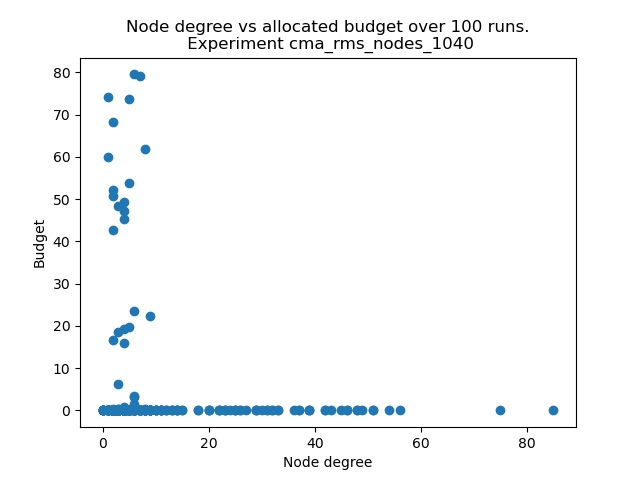 Node degree vs allocated budget over 100 runs.
Experiment cma_rms_nodes_1040
80
70
60
50
40
30
20
10
0
Budget
0 20 40 60 80
Node degree